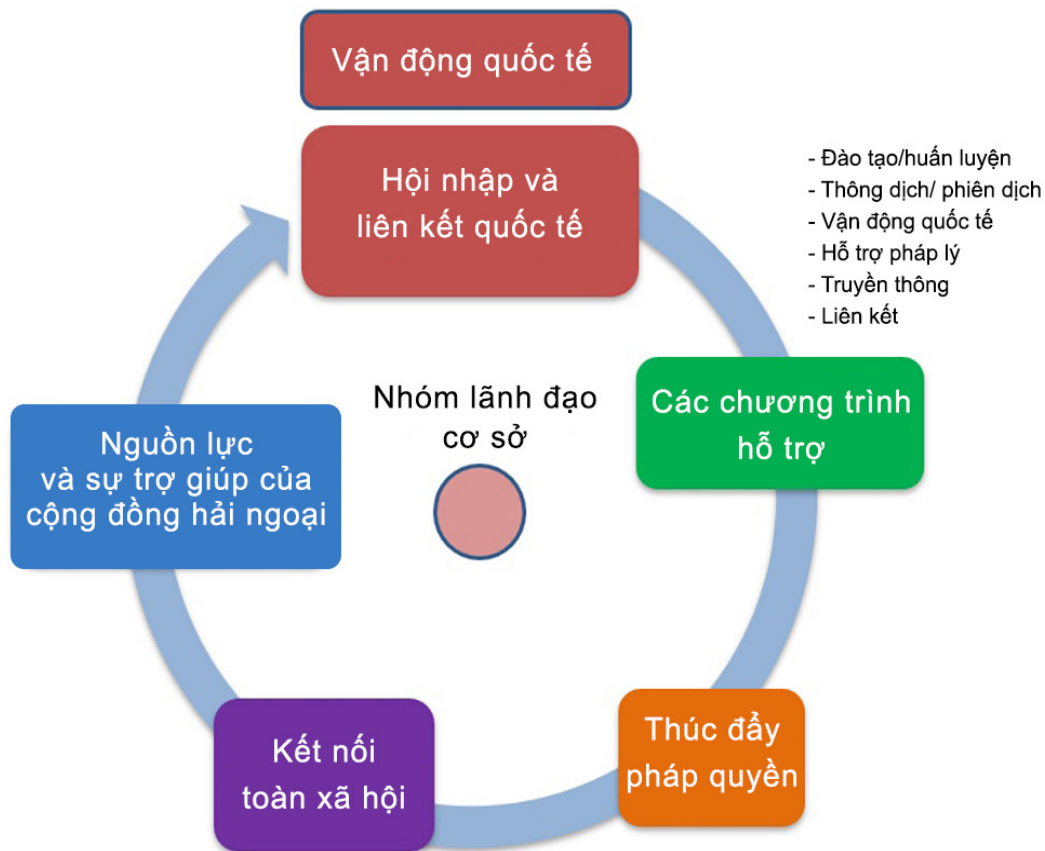 Vận động quốc tế
Hội nhập và
liên kết quốc tế
- Đào tạo/huấn luyện
- Thông dịch/ phiên dịch
- Vận động quốc tế
- Hỗ trợ pháp lý
- Truyền thông
- Liên kết
Các chương trình
hỗ trợ
Nhóm lãnh đạo
cơ sở
Nguồn lực
và sự trợ giúp của
cộng đồng hải ngoại
Thúc đẩy
pháp quyền
Kết nối
toàn xã hội